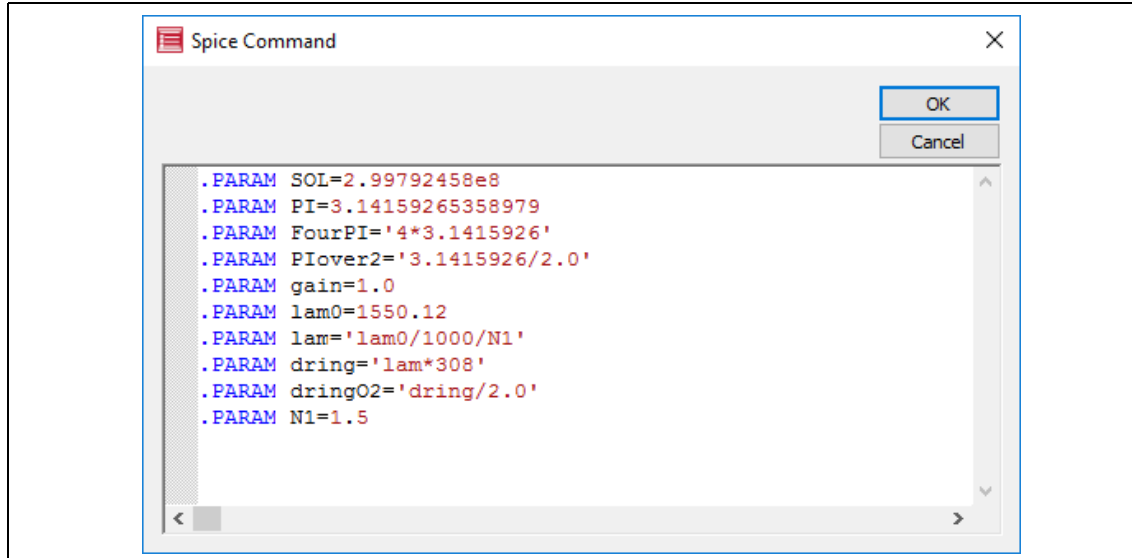 Spice Command
OK
Cancel
.PARAM SOL=2.99792458e8
.PARAM PI=3.14159265358979
.PARAM FourPI='4*3.1415926'
.PARAM PIover2='3.1415926/2.0'
.PARAM gain=1.0
.PARAM lam0=1550.12
.PARAM lam='lam0/1000/N1'
.PARAM dring='lam*308'
.PARAM dringO2='dring/2.0'
.PARAM N1=1.5